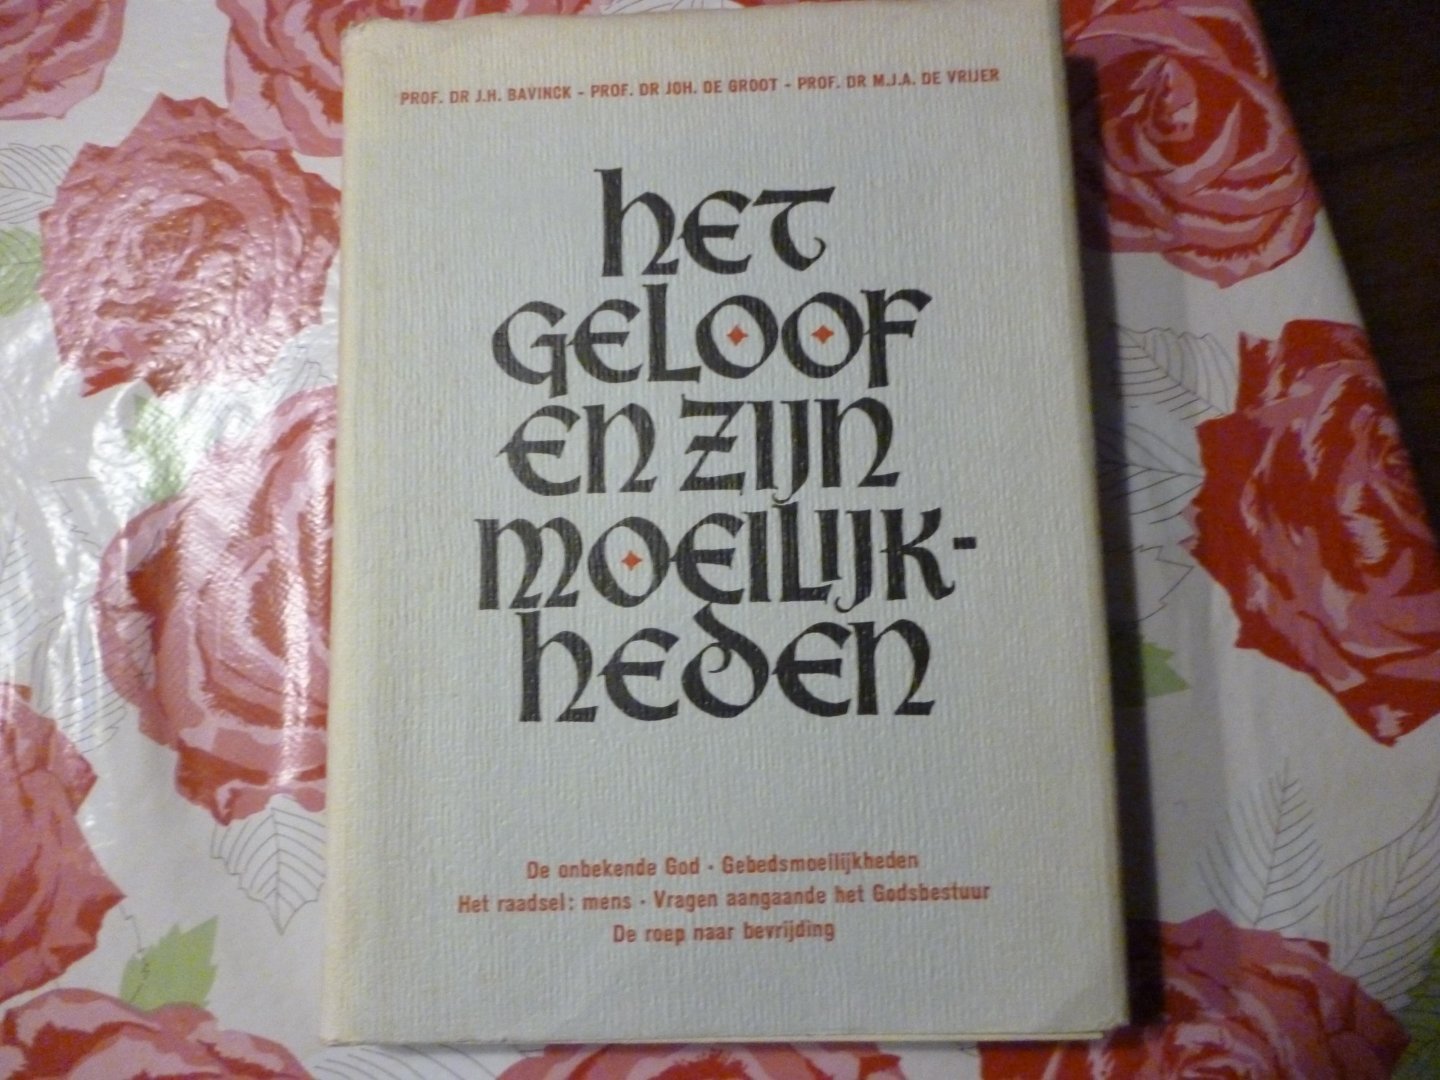 PROF. DR J.H. BAVINCK - PROF. DR JOH. DE GROOT - PROF. DR M.J.A. DE VRIJER
HET
GELOOF
EN ZIJN
MOEILIJK-
HEDEN
De onbekende God · Gebedsmoeilijkheden
Het raadsel: mens · Vragen aangaande het Godsbestuur
De roep naar bevrijding